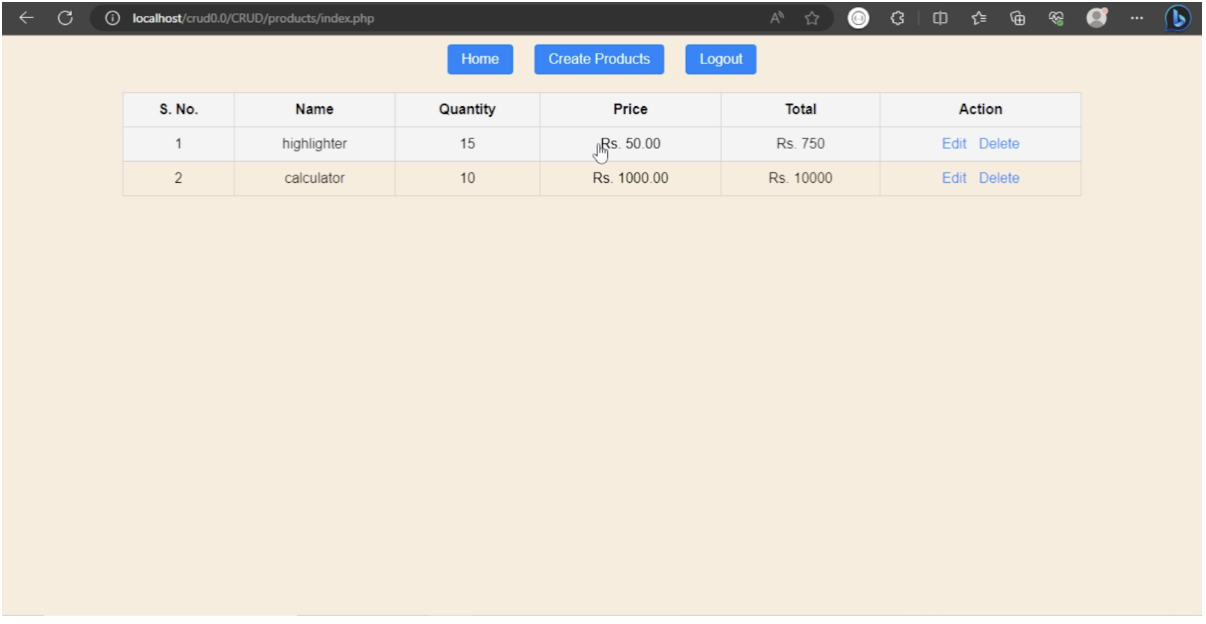 localhost/crud0.0/CRUD/products/index.php
Home Create Products Logout
S. No. Name Quantity Price Total Action
1 highlighter 15 Rs. 50.00 Rs. 750 Edit Delete
2 calculator 10 Rs. 1000.00 Rs. 10000 Edit Delete